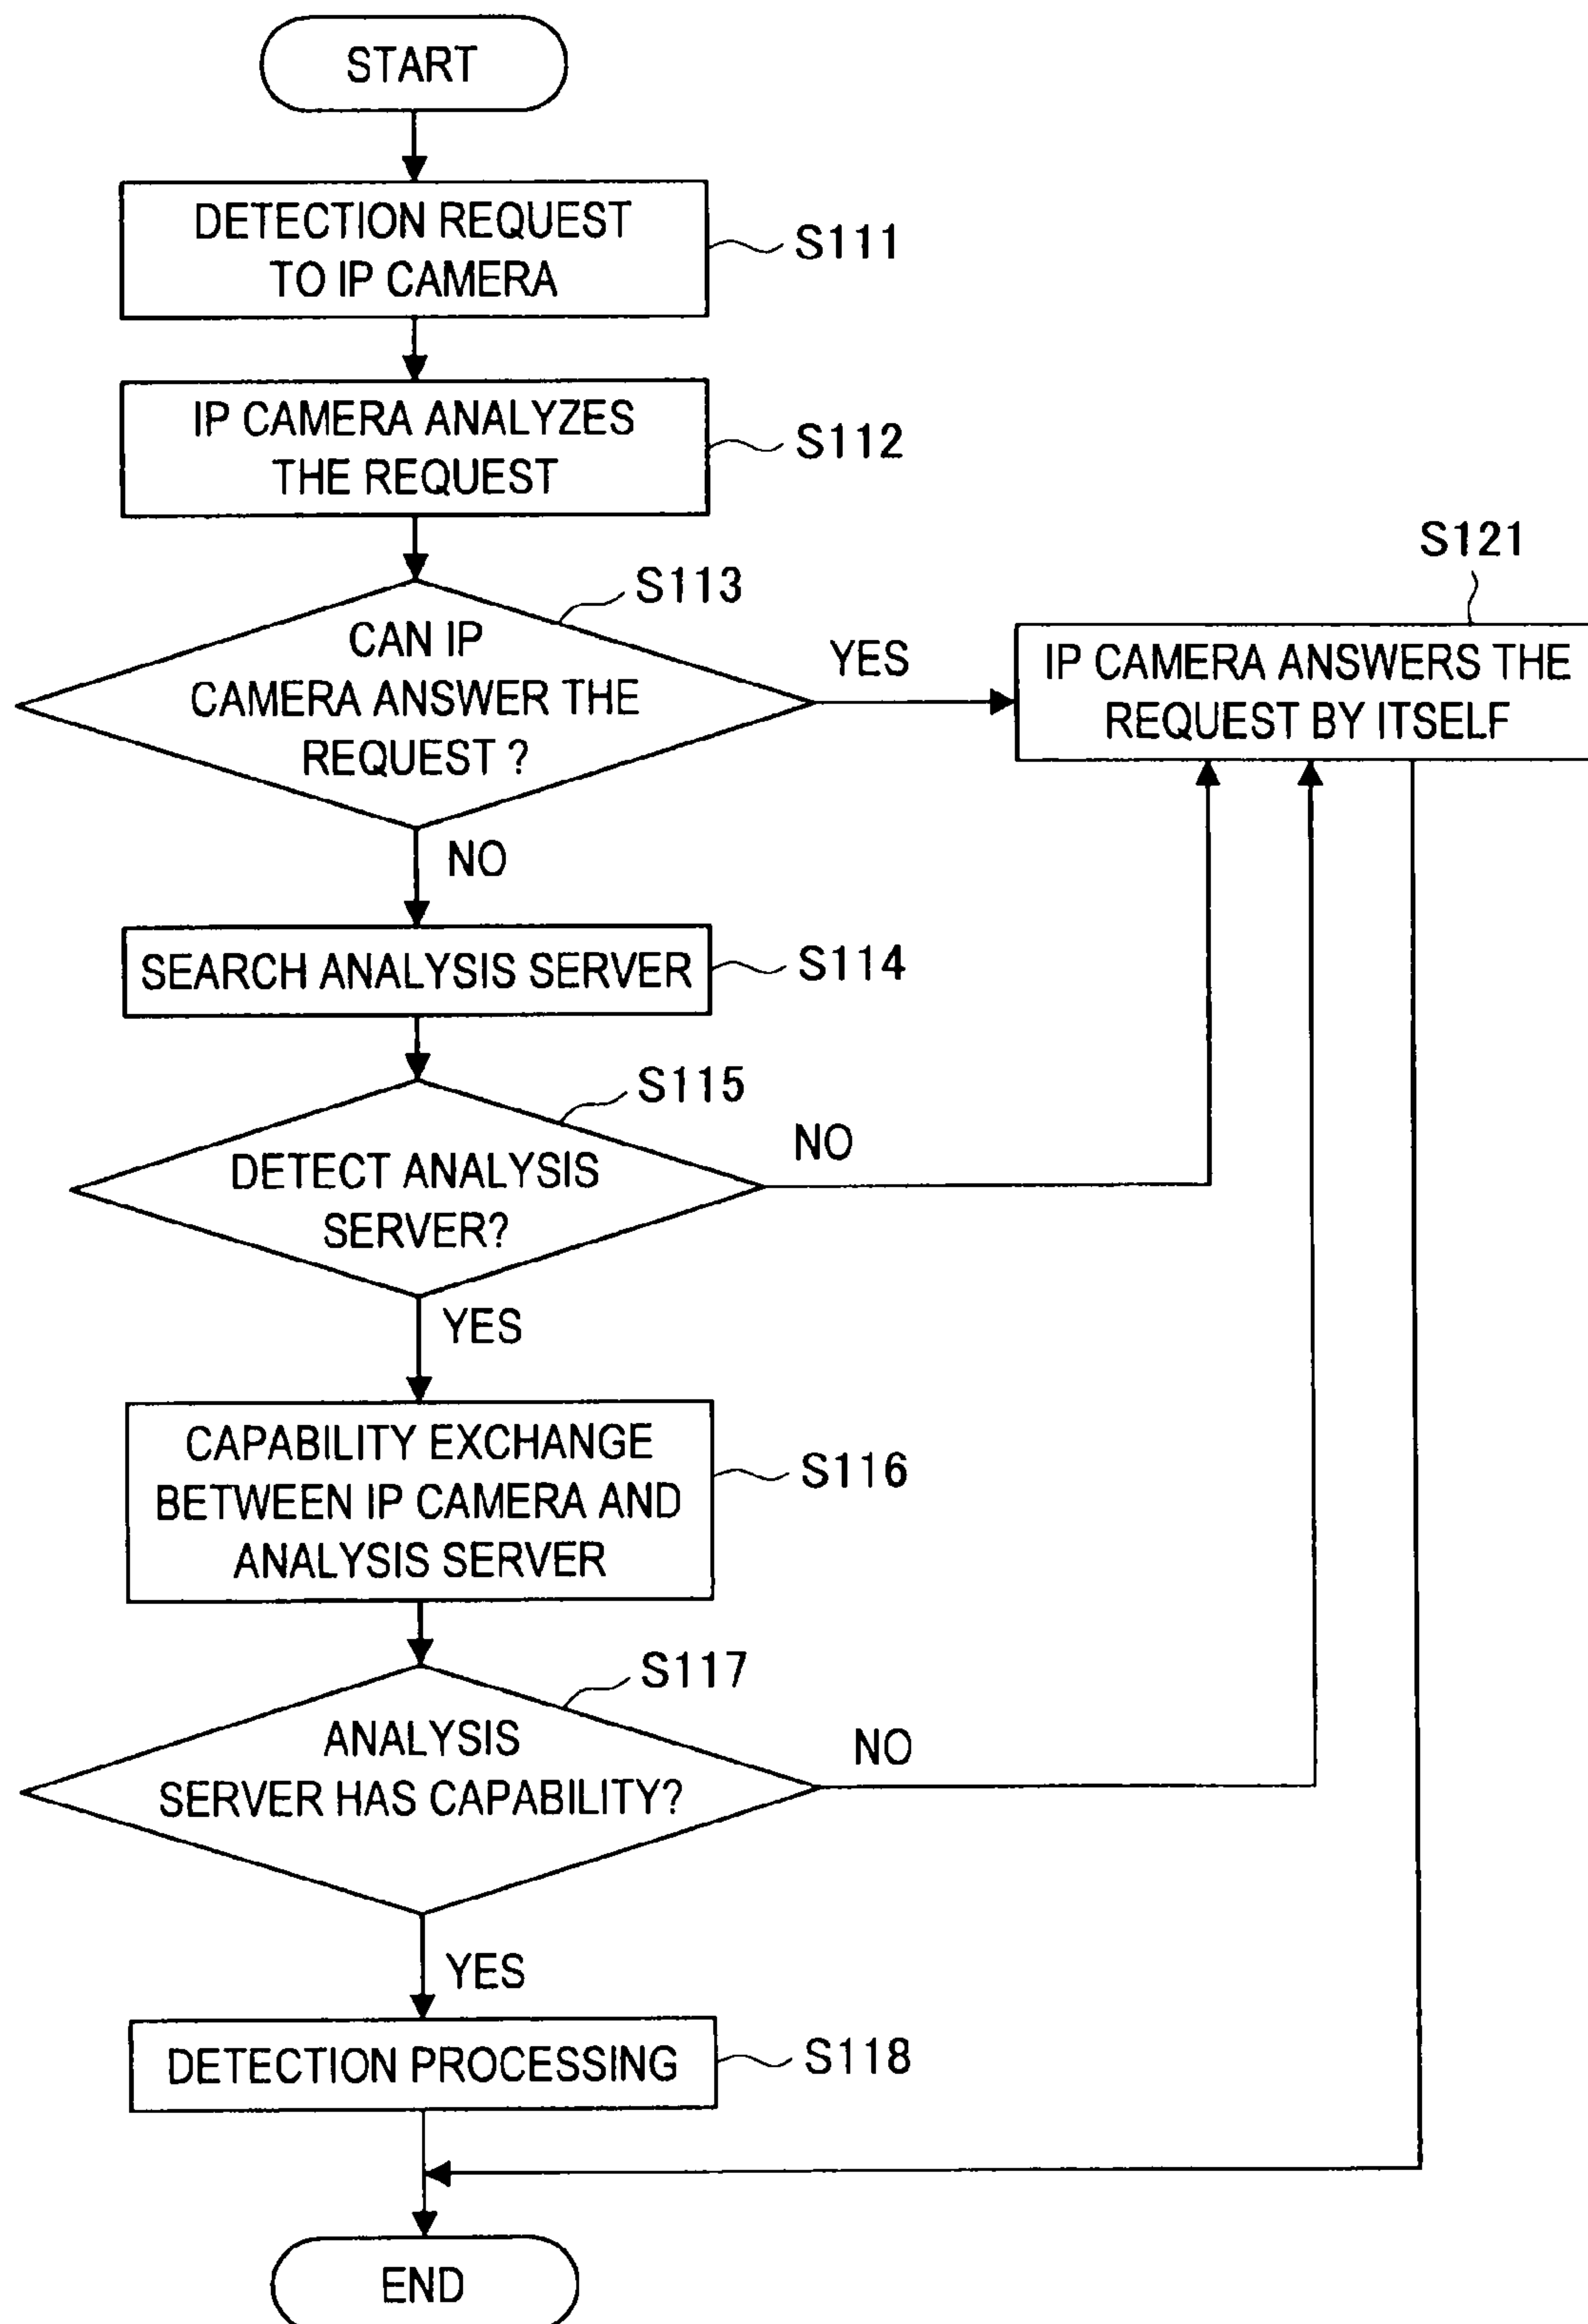 START
DETECTION REQUEST
TO IP CAMERA
S111
IP CAMERA ANALYZES
THE REQUEST
S112
S113
CAN IP
CAMERA ANSWER THE
REQUEST ?
YES
S121
IP CAMERA ANSWERS THE
REQUEST BY ITSELF
NO
SEARCH ANALYSIS SERVER
S114
S115
DETECT ANALYSIS
SERVER?
NO
YES
CAPABILITY EXCHANGE
BETWEEN IP CAMERA AND
ANALYSIS SERVER
S116
S117
ANALYSIS
SERVER HAS CAPABILITY?
NO
YES
DETECTION PROCESSING
S118
END